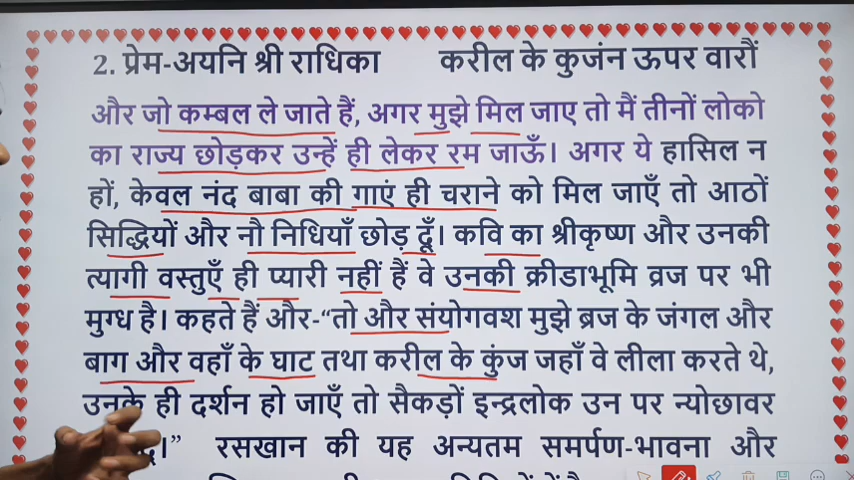 2. प्रेम-अयनि श्री राधिका करील के कुजंन ऊपर वारौं
और जो कम्बल ले जाते हैं, अगर मुझे मिल जाए तो मैं तीनों लोको
का राज्य छोड़कर उन्हें ही लेकर रम जाऊँ। अगर ये हासिल न
हों, केवल नंद बाबा की गाएं ही चराने को मिल जाएँ तो आठों
सिद्धियों और नौ निधियाँ छोड़ दूँ। कवि का श्रीकृष्ण और उनकी
त्यागी वस्तुएँ ही प्यारी नहीं हैं वे उनकी क्रीडाभूमि व्रज पर भी
मुग्ध है। कहते हैं और-“तो और संयोगवश मुझे ब्रज के जंगल और
बाग और वहाँ के घाट तथा करील के कुंज जहाँ वे लीला करते थे,
उनके ही दर्शन हो जाएँ तो सैकड़ों इन्द्रलोक उन पर न्योछावर
रसखान की यह अन्यतम समर्पण-भावना और